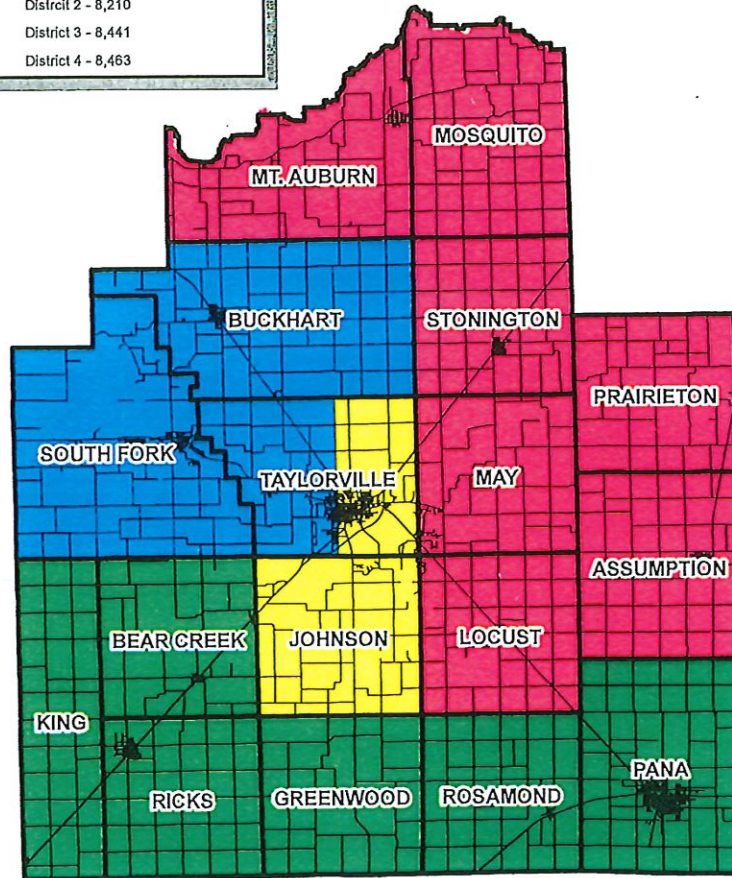 Distrcit 2 - 8,210
District 3 - 8,441
District 4 - 8,463
MOSQUITO
MT. AUBURN
BUCKHART
STONINGTON
PRAIRIETON
SOUTH FORK
TAYLORVILLE
MAY
ASSUMPTION
BEAR CREEK
JOHNSON
LOCUST
KING
PANA
RICKS
GREENWOOD
ROSAMOND